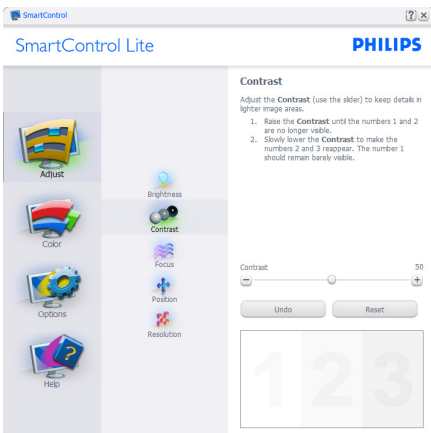 SmartControl
SmartControl Lite
PHILIPS
Adjust
Color
Options
Help
Brightness
Contrast
Focus
Position
Resolution
Contrast
Adjust the Contrast (use the slider) to keep details in
lighter image areas.
1. Raise the Contrast until the numbers 1 and 2
are no longer visible.
2. Slowly lower the Contrast to make the
numbers 2 and 3 reappear. The number 1
should remain barely visible.
Contrast 50
Undo Reset
1 2 3